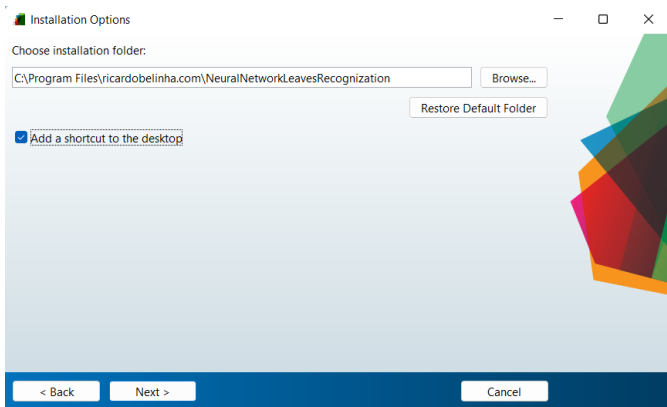 Installation Options
Choose installation folder:
C:\Program Files\ricardobelinha.com\NeuralNetworkLeavesRecognization
Browse...
Restore Default Folder
Add a shortcut to the desktop
< Back Next > Cancel